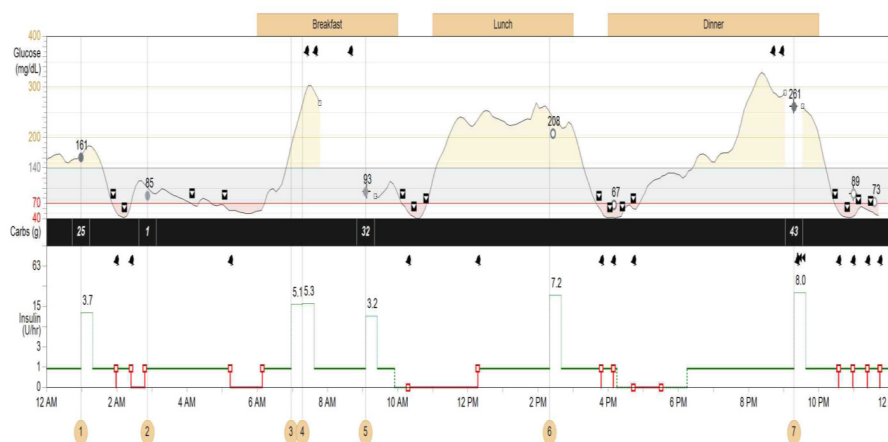 Breakfast Lunch Dinner
400
Glucose
(mg/dL)
300
261
208
200
161
140
85 93 67 89 73
70
40
Carbs (g) 25 1 32 43
63
15
3.7 5.1 5.3 3.2 7.2 8.0
Insulin
(U/hr)
3
1
0
12 AM 2 AM 4 AM 6 AM 8 AM 10 AM 12 PM 2 PM 4 PM 6 PM 8 PM 10 PM 12
1 2 3 4 5 6 7